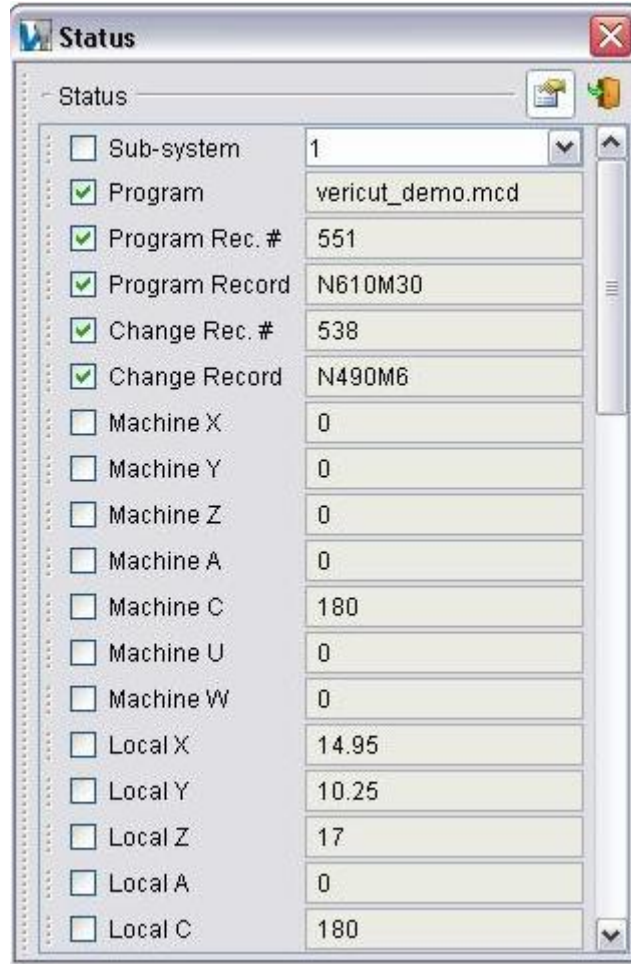 Status
Status
Sub-system 1
Program vericut_demo.mcd
Program Rec. # 551
Program Record N610M30
Change Rec. # 538
Change Record N490M6
Machine X 0
Machine Y 0
Machine Z 0
Machine A 0
Machine C 180
Machine U 0
Machine W 0
Local X 14.95
Local Y 10.25
Local Z 17
Local A 0
Local C 180